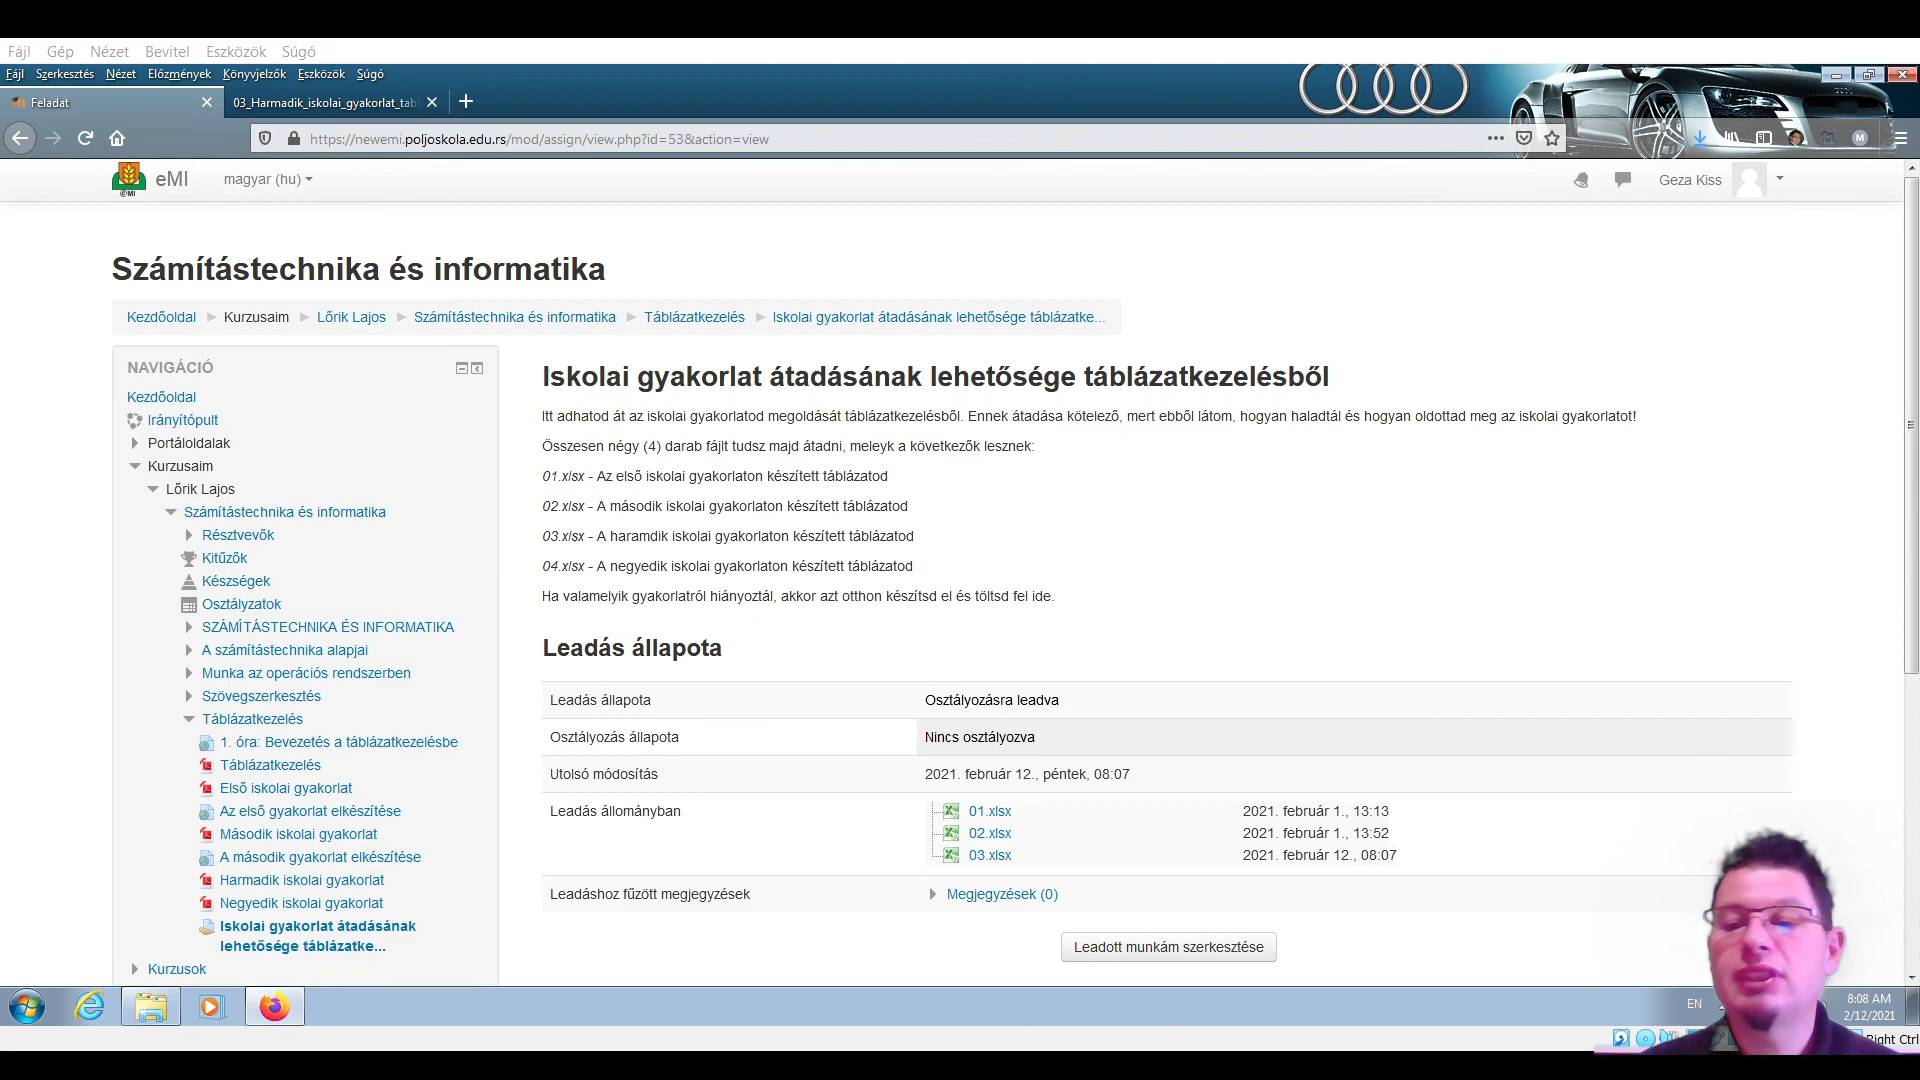 Fájl Gép Nézet Bevitel Eszközök Súgó
Fájl Szerkesztés Nézet Előzmények Könyvjelzők Eszközök Súgó
Feladat
03_Harmadik_iskolai_gyakorlat_tab
https://newemi.poljoskola.edu.rs/mod/assign/view.php?id=53&action=view
eMI
magyar (hu)
Geza Kiss
Számítástechnika és informatika
Kezdőoldal Kurzusaim Lőrik Lajos Számítástechnika és informatika Táblázatkezelés Iskolai gyakorlat átadásának lehetősége táblázatke...
NAVIGÁCIÓ
Kezdőoldal
Irányítópult
Portáloldalak
Kurzusaim
Lőrik Lajos
Számítástechnika és informatika
Résztvevők
Kitűzők
Készségek
Osztályzatok
SZÁMÍTÁSTECHNIKA ÉS INFORMATIKA
A számítástechnika alapjai
Munka az operációs rendszerben
Szövegszerkesztés
Táblázatkezelés
1. óra: Bevezetés a táblázatkezelésbe
Táblázatkezelés
Első iskolai gyakorlat
Az első gyakorlat elkészítése
Második iskolai gyakorlat
A második gyakorlat elkészítése
Harmadik iskolai gyakorlat
Negyedik iskolai gyakorlat
Iskolai gyakorlat átadásának
lehetősége táblázatke...
Kurzusok
Iskolai gyakorlat átadásának lehetősége táblázatkezelésből
Itt adhatod át az iskolai gyakorlatod megoldását táblázatkezelésből. Ennek átadása kötelező, mert ebből látom, hogyan haladtál és hogyan oldottad meg az iskolai gyakorlatot!
Összesen négy (4) darab fájlt tudsz majd átadni, meleyk a következők lesznek:
01.xlsx - Az első iskolai gyakorlaton készített táblázatod
02.xlsx - A második iskolai gyakorlaton készített táblázatod
03.xlsx - A haramdik iskolai gyakorlaton készített táblázatod
04.xlsx - A negyedik iskolai gyakorlaton készített táblázatod
Ha valamelyik gyakorlatról hiányoztál, akkor azt otthon készítsd el és töltsd fel ide.
Leadás állapota
Leadás állapota Osztályozásra leadva
Osztályozás állapota Nincs osztályozva
Utolsó módosítás 2021. február 12., péntek, 08:07
Leadás állományban 01.xlsx 2021. február 1., 13:13
02.xlsx 2021. február 1., 13:52
03.xlsx 2021. február 12., 08:07
Leadáshoz fűzött megjegyzések Megjegyzések (0)
Leadott munkám szerkesztése
EN
8:08 AM
2/12/2021
Right Ctrl